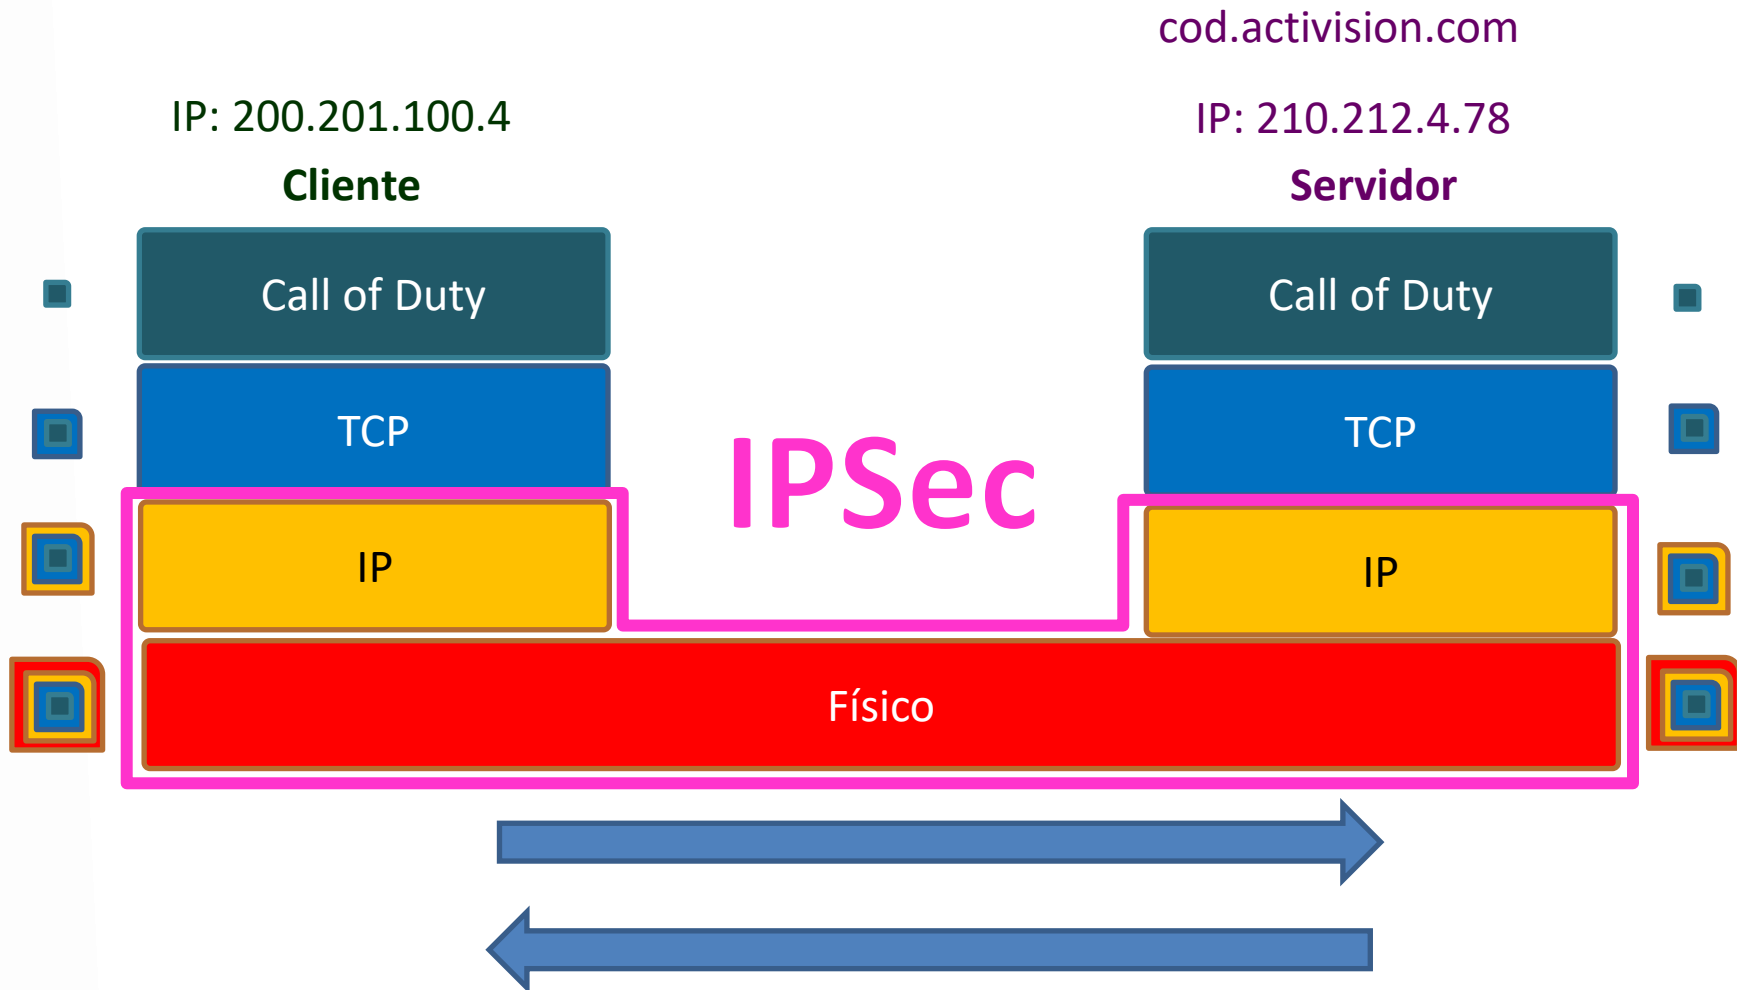 cod.activision.com
IP: 200.201.100.4
IP: 210.212.4.78
Cliente
Servidor
Call of Duty
Call of Duty
TCP
TCP
IPSec
IP
IP
Físico